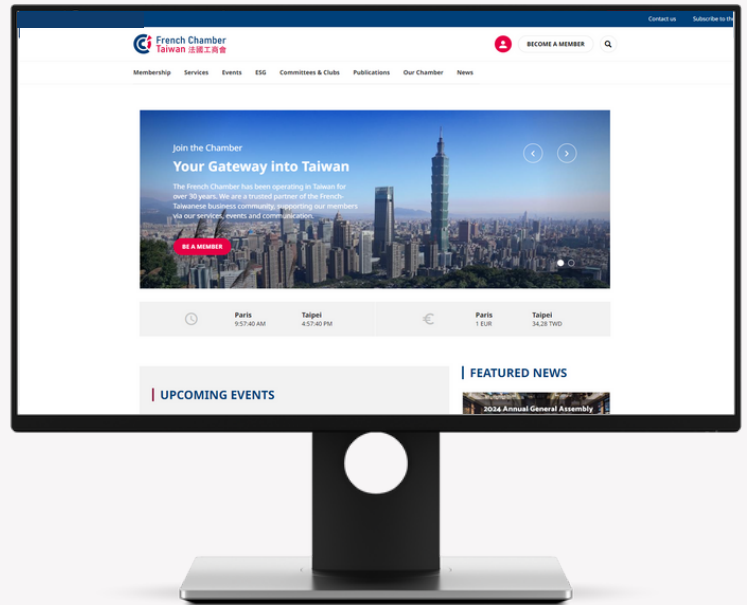 Contact us
Subscribe to
French Chamber
Taiwan 法國工商會
BECOME A MEMBER
Membership Services Events ESG Committees & Clubs Publications Our Chamber News
Join the Chamber
Your Gateway into Taiwan
The French Chamber has been operating in Taiwan for
over 30 years. We are a trusted partner of the French-
Taiwanese business community, supporting our members
via our services, events and communication.
BE A MEMBER
Paris
9:57:40 AM
Taipei
4:57:40 PM
€
Paris
1 EUR
Taipei
34,28 TWD
UPCOMING EVENTS
FEATURED NEWS
2024 Annual General Assembly